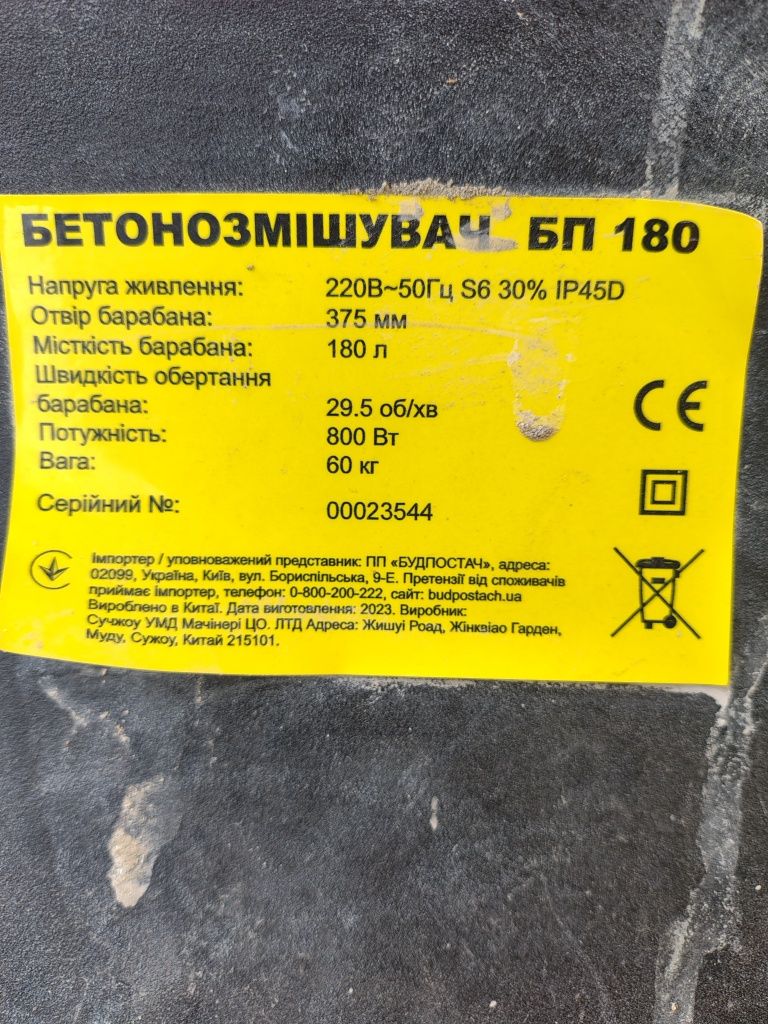 БЕТОНОЗМІШУВАЧ БП 180
Напруга живлення: 220В~50Гц S6 30% IP45D
Отвір барабана: 375 мм
Місткість барабана: 180 л
Швидкість обертання
барабана: 29.5 об/хв
Потужність: 800 Вт
Вага: 60 кг
Серійний №: 00023544
CE
Імпортер / уповноважений представник: ПП «БУДПОСТАЧ», адреса:
02099, Україна, Київ, вул. Бориспільська, 9-Е. Претензії від споживачів
приймає імпортер, телефон: 0-800-200-222, сайт: budpostach.ua
Вироблено в Китаї. Дата виготовлення: 2023. Виробник:
Сучжоу УМД Мачінері ЦО. ЛТД Адреса: Жишуі Роад, Жінквіао Гарден,
Муду, Сужоу, Китай 215101.